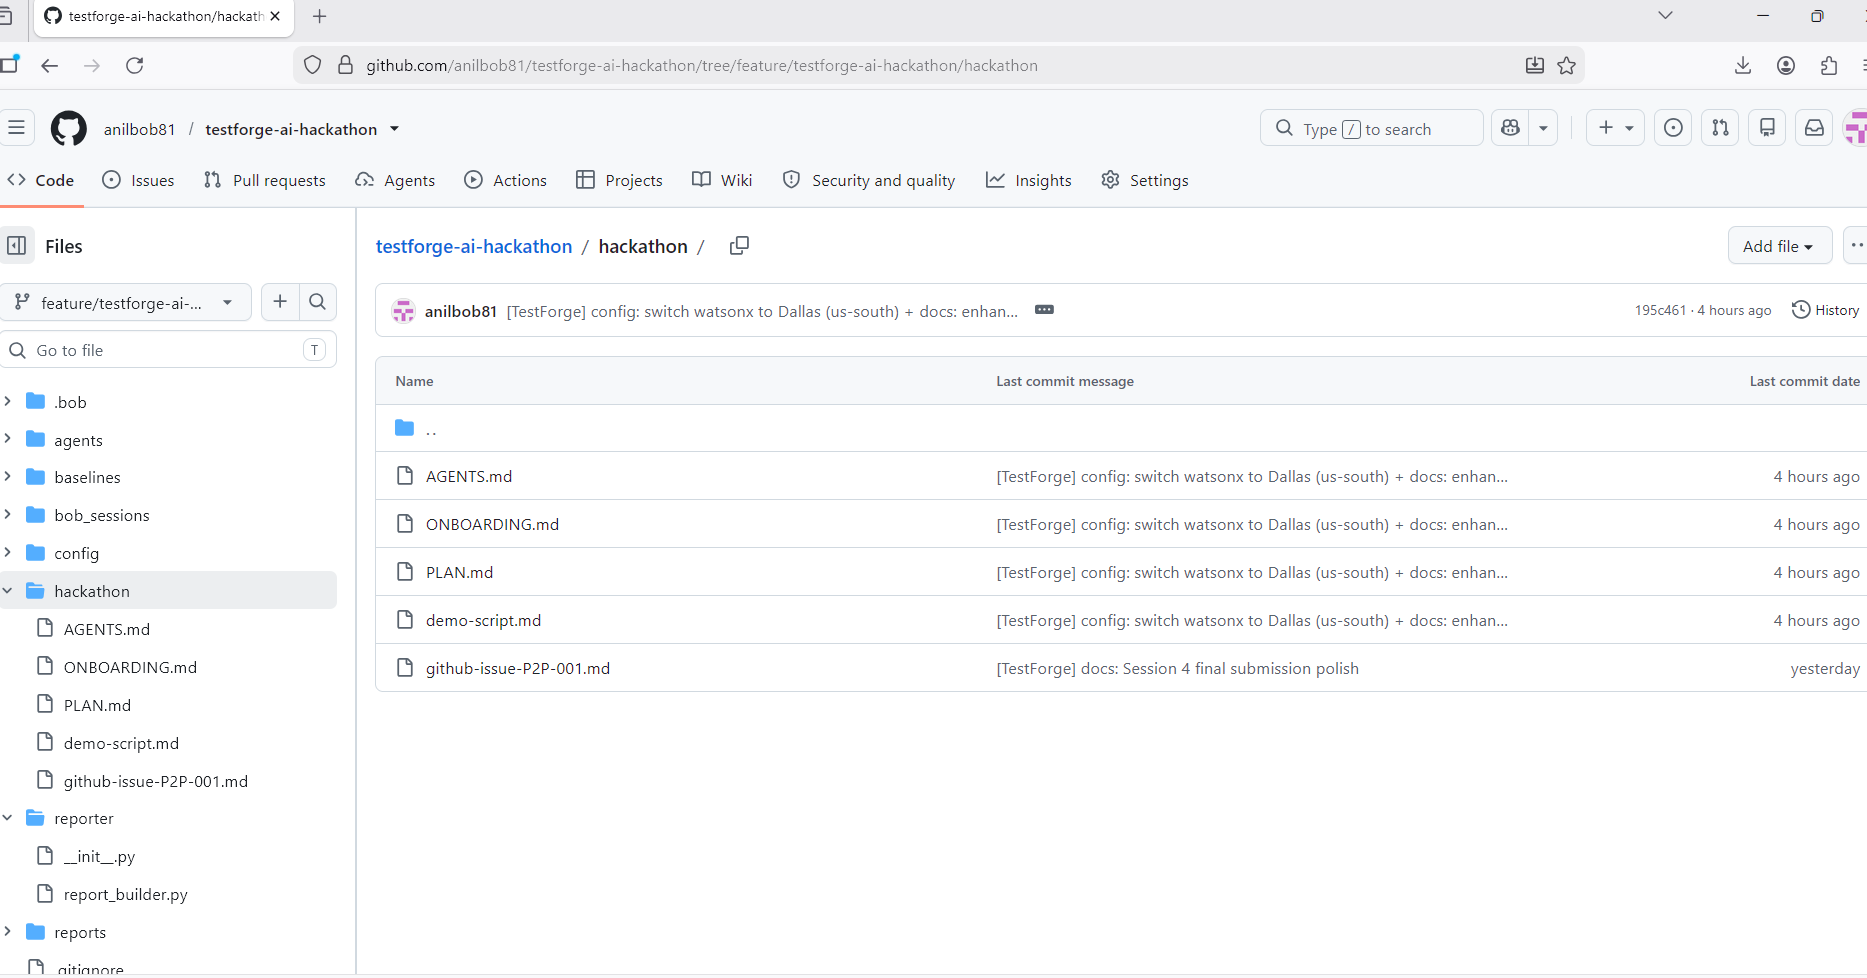 testforge-ai-hackathon/hackath
github.com/anilbob81/testforge-ai-hackathon/tree/feature/testforge-ai-hackathon/hackathon
anilbob81 / testforge-ai-hackathon
Type / to search
Code Issues Pull requests Agents Actions Projects Wiki Security and quality Insights Settings
Files
feature/testforge-ai-...
Go to file T
.bob
agents
baselines
bob_sessions
config
hackathon
AGENTS.md
ONBOARDING.md
PLAN.md
demo-script.md
github-issue-P2P-001.md
reporter
__init__.py
report_builder.py
reports
.gitignore
testforge-ai-hackathon / hackathon /
Add file
anilbob81 [TestForge] config: switch watsonx to Dallas (us-south) + docs: enhan... 195c461 · 4 hours ago History
Name Last commit message Last commit date
..
AGENTS.md [TestForge] config: switch watsonx to Dallas (us-south) + docs: enhan... 4 hours ago
ONBOARDING.md [TestForge] config: switch watsonx to Dallas (us-south) + docs: enhan... 4 hours ago
PLAN.md [TestForge] config: switch watsonx to Dallas (us-south) + docs: enhan... 4 hours ago
demo-script.md [TestForge] config: switch watsonx to Dallas (us-south) + docs: enhan... 4 hours ago
github-issue-P2P-001.md [TestForge] docs: Session 4 final submission polish yesterday